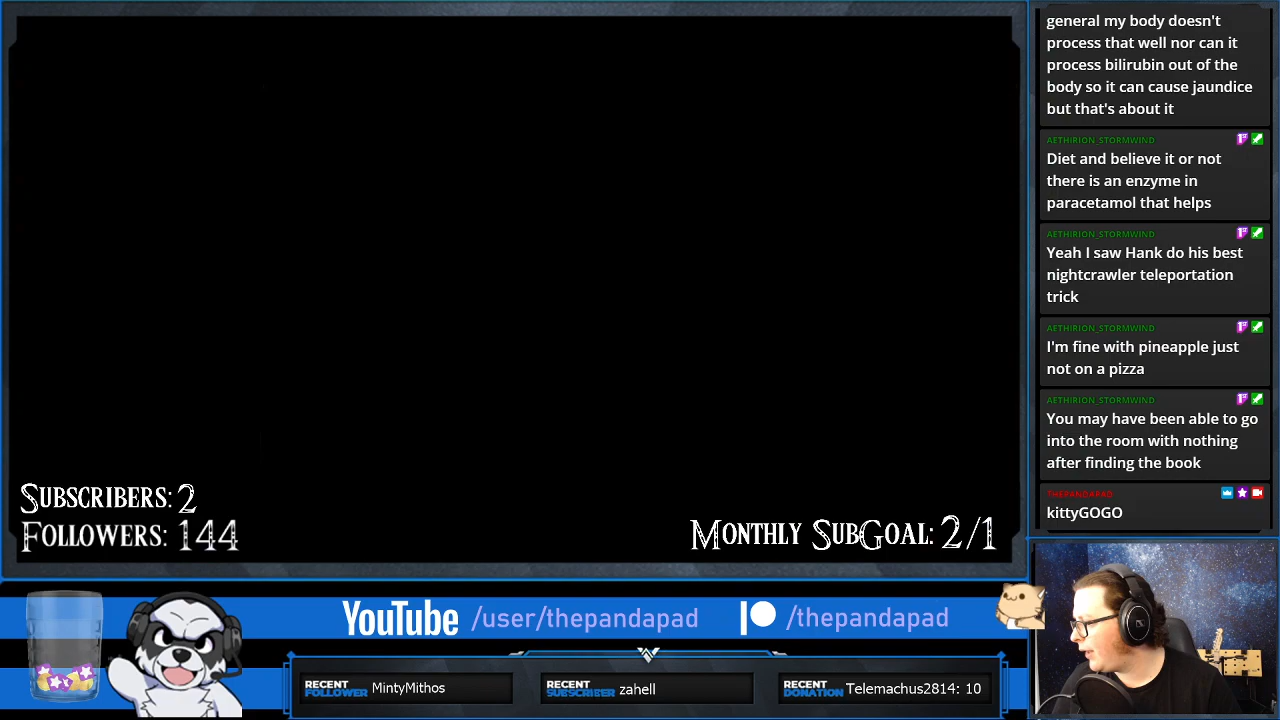 general my body doesn't
process that well nor can it
process bilirubin out of the
body so it can cause jaundice
but that's about it
AETHIRION_STORMWIND
Diet and believe it or not
there is an enzyme in
paracetamol that helps
AETHIRION_STORMWIND
Yeah I saw Hank do his best
nightcrawler teleportation
trick
AETHIRION_STORMWIND
I'm fine with pineapple just
not on a pizza
AETHIRION_STORMWIND
You may have been able to go
into the room with nothing
after finding the book
THEPANDAPAD
kittyGOGO
Subscribers: 2
Followers: 144
Monthly SubGoal: 2/1
YouTube /user/thepandapad
/thepandapad
RECENT FOLLOWER MintyMithos
RECENT SUBSCRIBER zahell
RECENT DONATION Telemachus2814: 10